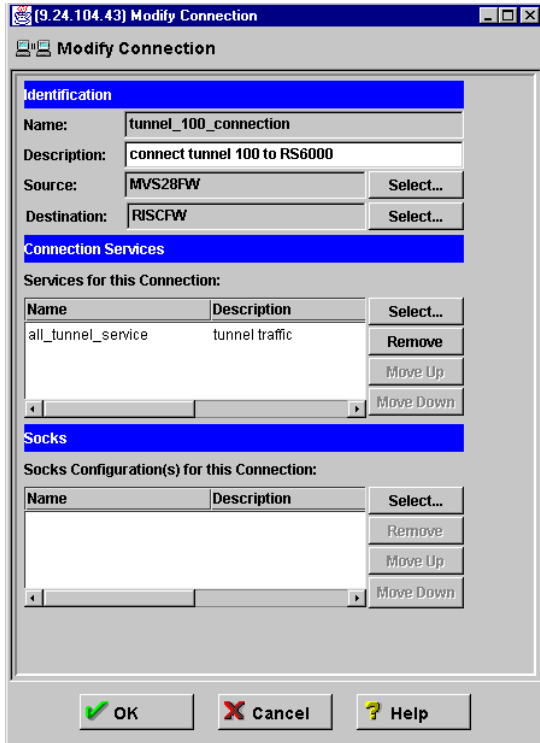 (9.24.104.43) Modify Connection
Modify Connection
Identification
Name: tunnel_100_connection
Description: connect tunnel 100 to RS6000
Source: MVS28FW Select...
Destination: RISCFW Select...
Connection Services
Services for this Connection:
Name Description Select...
all_tunnel_service tunnel traffic Remove
Move Up
Move Down
Socks
Socks Configuration(s) for this Connection:
Name Description Select...
Remove
Move Up
Move Down
OK Cancel Help